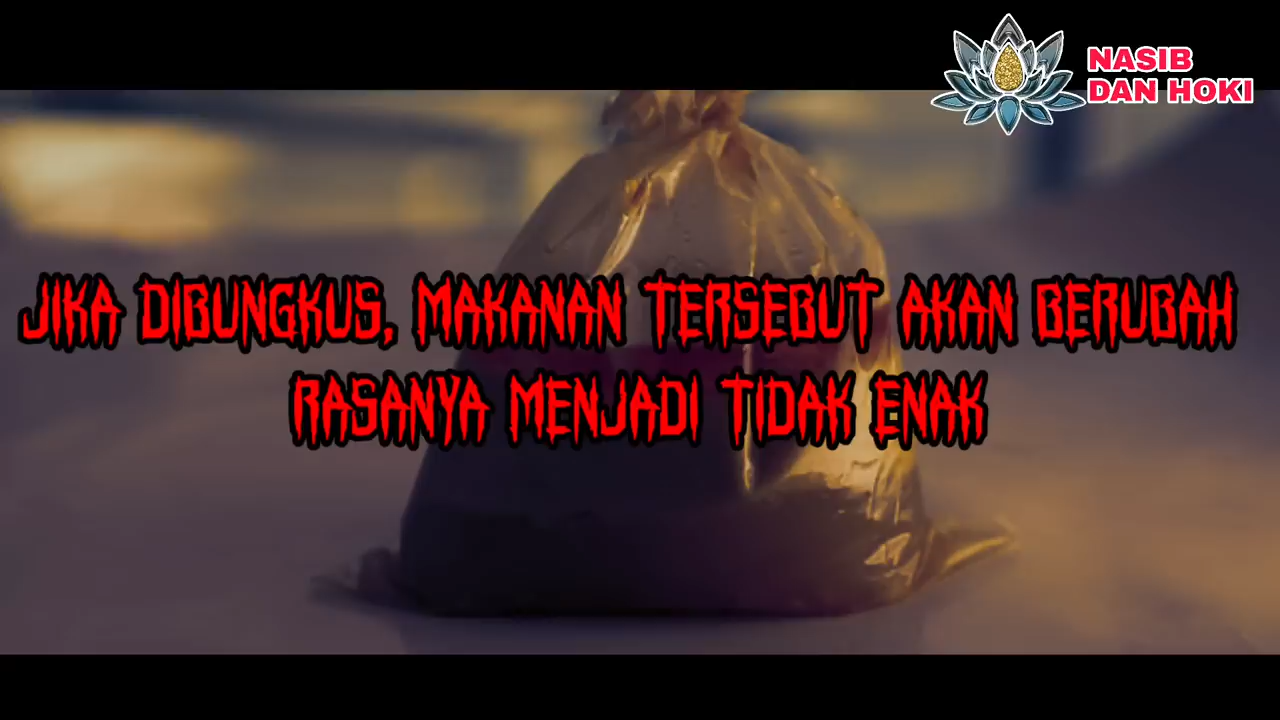 NASIB
DAN HOKI
JIKA DIBUNGKUS, MAKANAN TERSEBUT AKAN BERUBAH
RASANYA MENJADI TIDAK ENAK